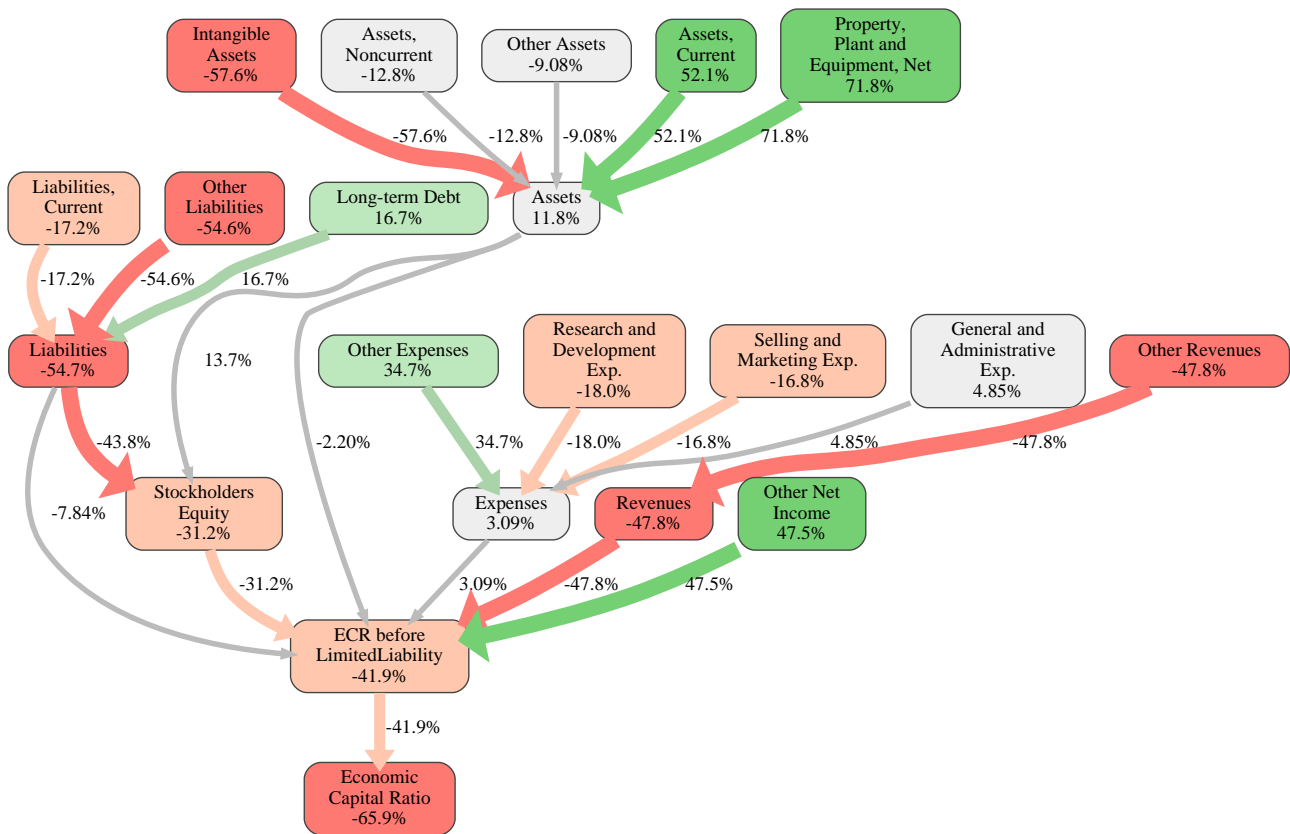 Intangible
Assets
-57.6%
Assets,
Noncurrent
-12.8%
Other Assets
-9.08%
Assets,
Current
52.1%
Property,
Plant and
Equipment, Net
71.8%
-57.6%
-12.8%
-9.08%
52.1%
71.8%
Liabilities,
Current
-17.2%
Other
Liabilities
-54.6%
Long-term Debt
16.7%
Assets
11.8%
-17.2%
-54.6%
16.7%
Liabilities
-54.7%
13.7%
Other Expenses
34.7%
Research and
Development
Exp.
-18.0%
Selling and
Marketing Exp.
-16.8%
General and
Administrative
Exp.
4.85%
Other Revenues
-47.8%
-43.8%
-2.20%
34.7%
-18.0%
-16.8%
4.85%
-47.8%
-7.84%
Stockholders
Equity
-31.2%
Expenses
3.09%
Revenues
-47.8%
Other Net
Income
47.5%
-31.2%
3.09%
-47.8%
47.5%
ECR before
LimitedLiability
-41.9%
-41.9%
Economic
Capital Ratio
-65.9%